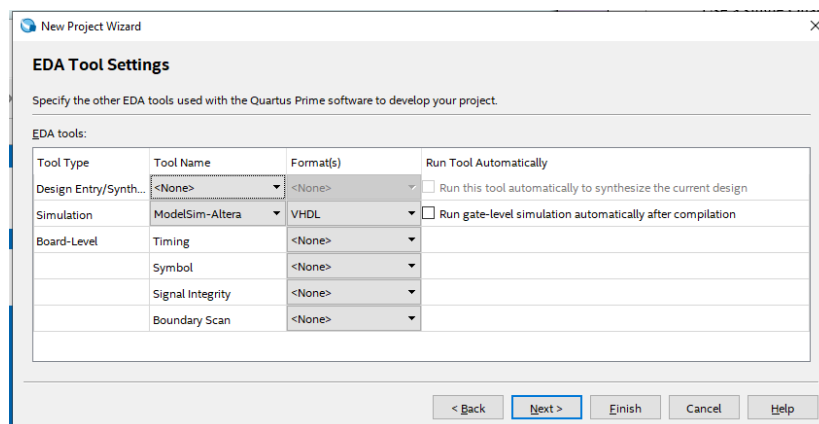 New Project Wizard
EDA Tool Settings
Specify the other EDA tools used with the Quartus Prime software to develop your project.
EDA tools:
Tool Type Tool Name Format(s) Run Tool Automatically
Design Entry/Synth... <None> <None> Run this tool automatically to synthesize the current design
Simulation ModelSim-Altera VHDL Run gate-level simulation automatically after compilation
Board-Level Timing <None>
Symbol <None>
Signal Integrity <None>
Boundary Scan <None>
< Back Next > Finish Cancel Help